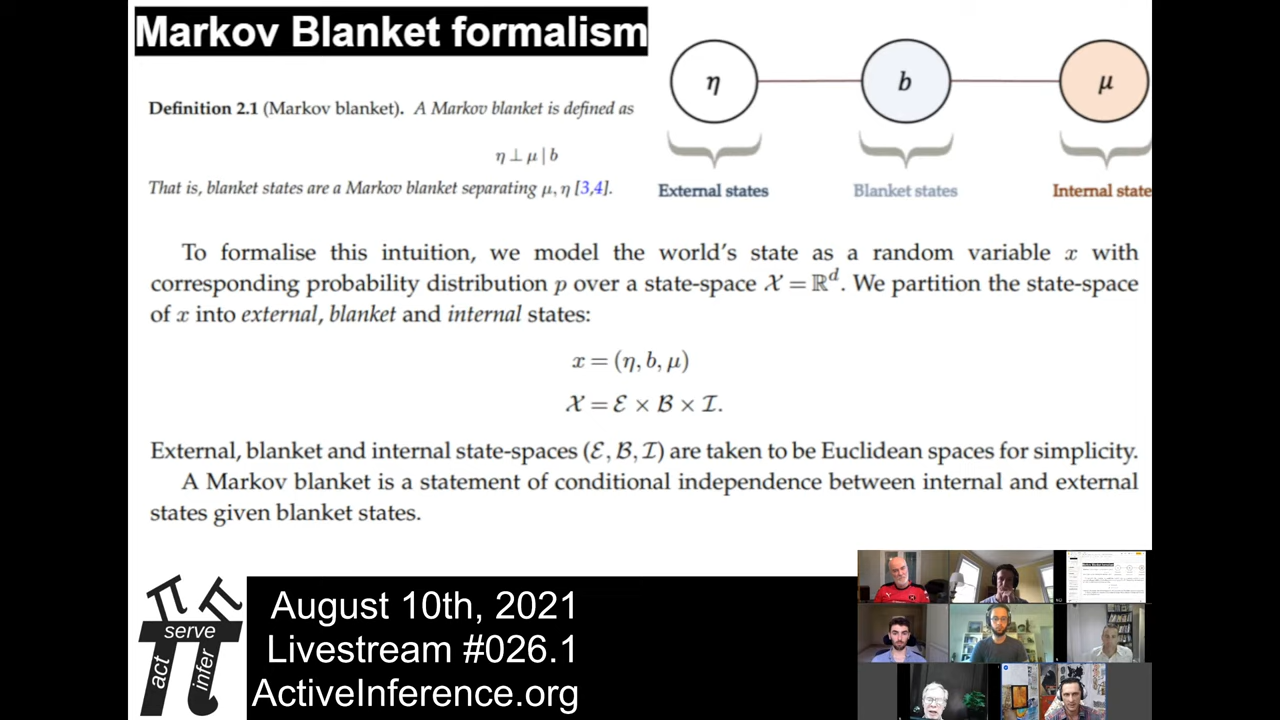 Markov Blanket formalism
Definition 2.1 (Markov blanket). A Markov blanket is defined as
η ⊥ μ | b
That is, blanket states are a Markov blanket separating μ, η [3,4].
η
b
μ
External states
Blanket states
Internal state
To formalise this intuition, we model the world's state as a random variable x with
corresponding probability distribution p over a state-space 𝒳 = ℝᵈ. We partition the state-space
of x into external, blanket and internal states:
x = (η, b, μ)
𝒳 = ℰ × ℬ × ℐ.
External, blanket and internal state-spaces (ℰ, ℬ, ℐ) are taken to be Euclidean spaces for simplicity.
A Markov blanket is a statement of conditional independence between internal and external
states given blanket states.
π π
serve
act
infer
August 10th, 2021
Livestream #026.1
ActiveInference.org